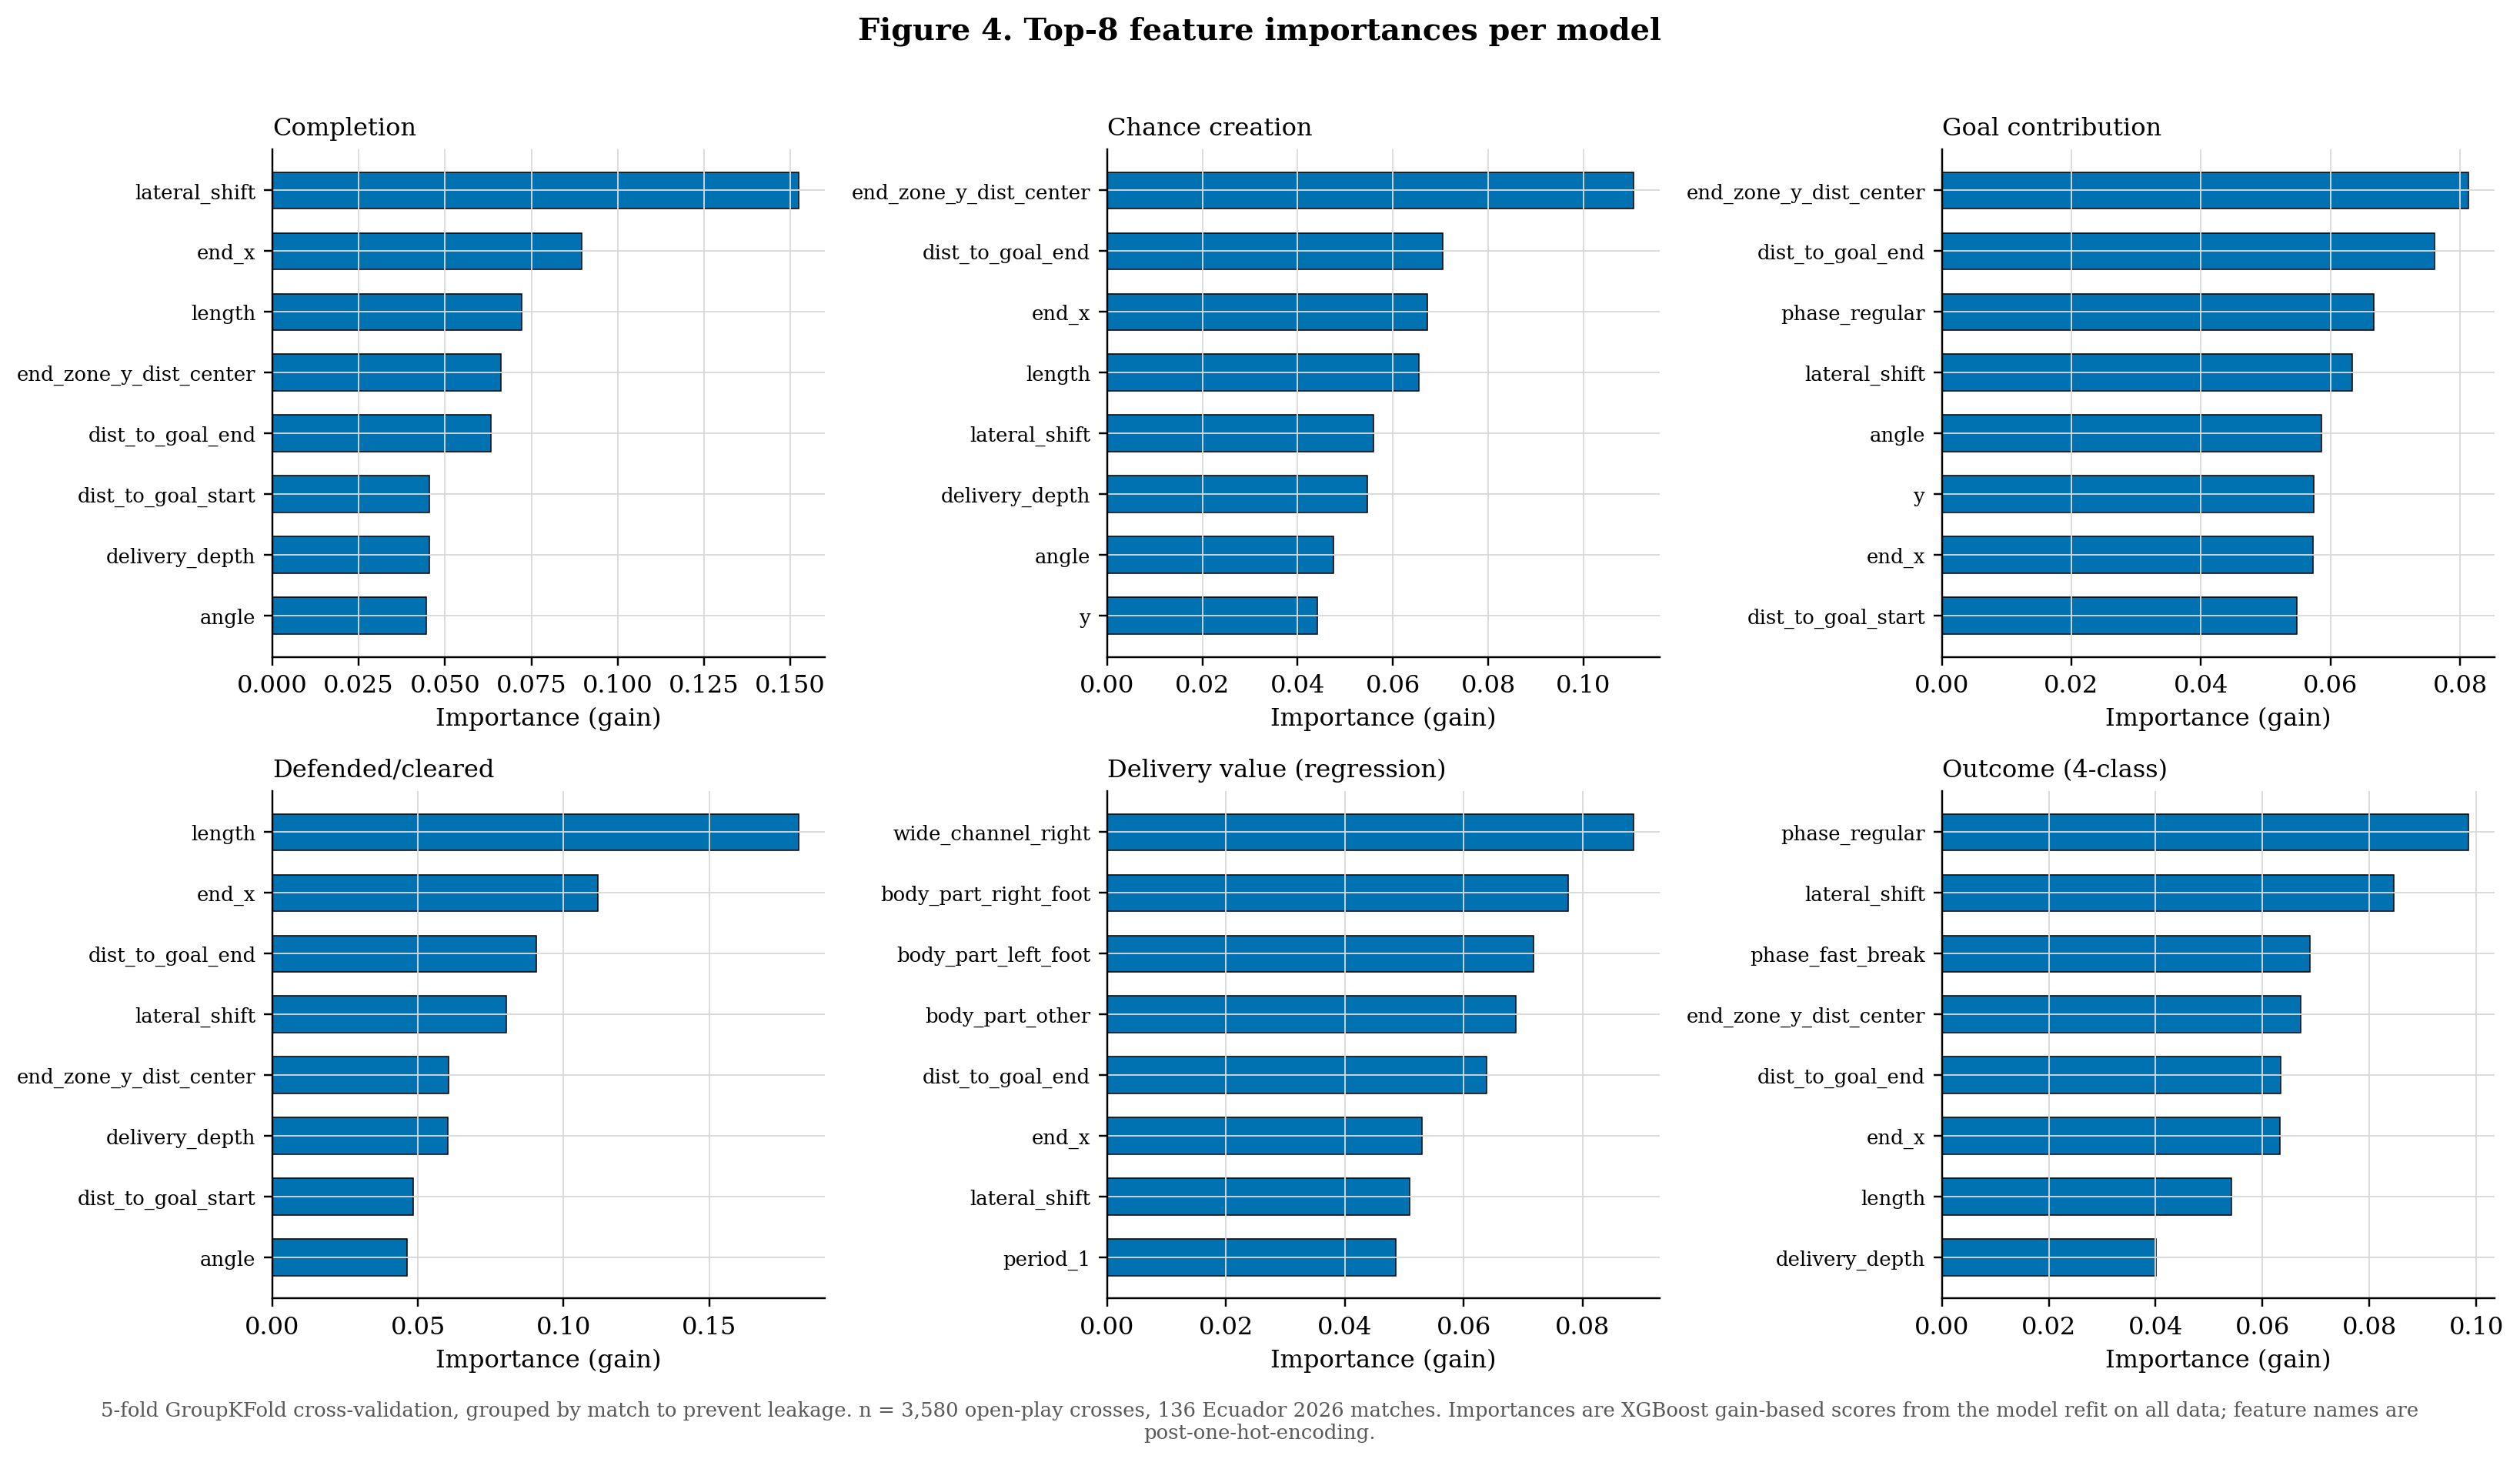 Figure 4. Top-8 feature importances per model
Completion
lateral_shift
end_x
length
end_zone_y_dist_center
dist_to_goal_end
dist_to_goal_start
delivery_depth
angle
0.000 0.025 0.050 0.075 0.100 0.125 0.150
Importance (gain)
Chance creation
end_zone_y_dist_center
dist_to_goal_end
end_x
length
lateral_shift
delivery_depth
angle
y
0.00 0.02 0.04 0.06 0.08 0.10
Importance (gain)
Goal contribution
end_zone_y_dist_center
dist_to_goal_end
phase_regular
lateral_shift
angle
y
end_x
dist_to_goal_start
0.00 0.02 0.04 0.06 0.08
Importance (gain)
Defended/cleared
length
end_x
dist_to_goal_end
lateral_shift
end_zone_y_dist_center
delivery_depth
dist_to_goal_start
angle
0.00 0.05 0.10 0.15
Importance (gain)
Delivery value (regression)
wide_channel_right
body_part_right_foot
body_part_left_foot
body_part_other
dist_to_goal_end
end_x
lateral_shift
period_1
0.00 0.02 0.04 0.06 0.08
Importance (gain)
Outcome (4-class)
phase_regular
lateral_shift
phase_fast_break
end_zone_y_dist_center
dist_to_goal_end
end_x
length
delivery_depth
0.00 0.02 0.04 0.06 0.08 0.10
Importance (gain)
5-fold GroupKFold cross-validation, grouped by match to prevent leakage. n = 3,580 open-play crosses, 136 Ecuador 2026 matches. Importances are XGBoost gain-based scores from the model refit on all data; feature names are
post-one-hot-encoding.